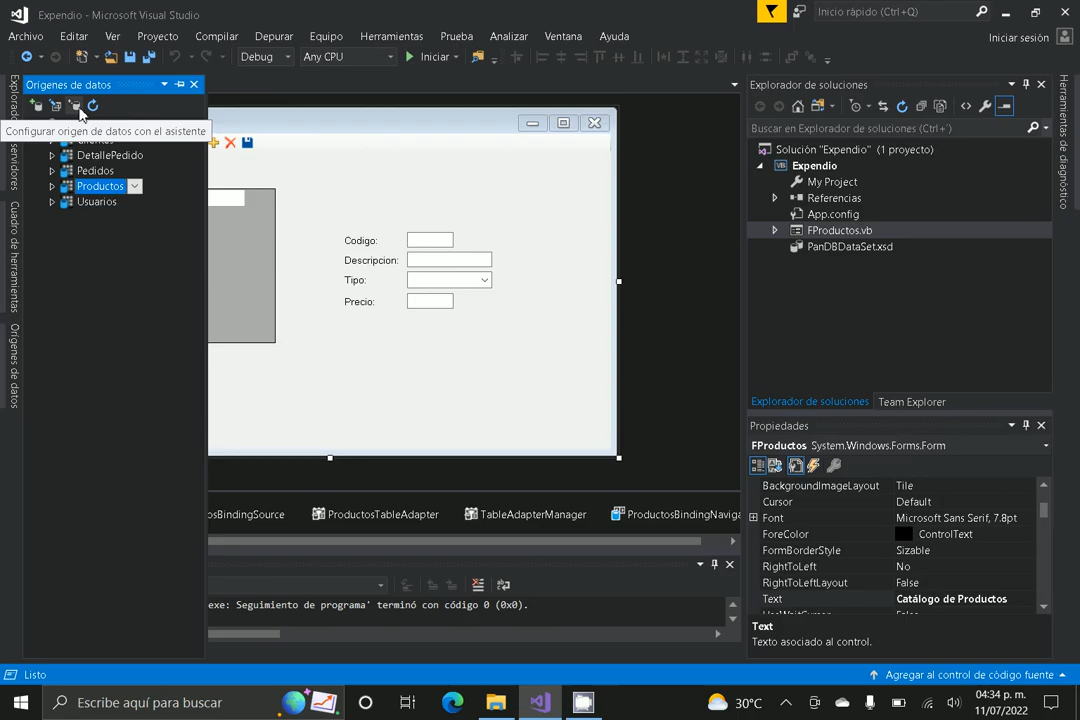 Expendio - Microsoft Visual Studio
Inicio rápido (Ctrl+Q)
Archivo Editar Ver Proyecto Compilar Depurar Equipo Herramientas Prueba Analizar Ventana Ayuda
Iniciar sesión
Debug Any CPU Iniciar
Orígenes de datos
Configurar origen de datos con el asistente
DetallePedido
Pedidos
Productos
Usuarios
Cuadro de herramientas
Orígenes de datos
Codigo:
Descripcion:
Tipo:
Precio:
ProductosTableAdapter
TableAdapterManager
exe: Seguimiento de programa' terminó con código 0 (0x0).
Explorador de soluciones
Buscar en Explorador de soluciones (Ctrl+')
Solución "Expendio" (1 proyecto)
VB Expendio
My Project
Referencias
App.config
FProductos.vb
PanDBDataSet.xsd
Explorador de soluciones Team Explorer
Herramientas de diagnóstico
Propiedades
FProductos System.Windows.Forms.Form
BackgroundImageLayout Tile
Cursor Default
Font Microsoft Sans Serif, 7.8pt
ForeColor ControlText
FormBorderStyle Sizable
RightToLeft No
RightToLeftLayout False
Text Catálogo de Productos
Text
Texto asociado al control.
Listo
Agregar al control de código fuente
Escribe aquí para buscar
30°C
04:34 p. m.
11/07/2022